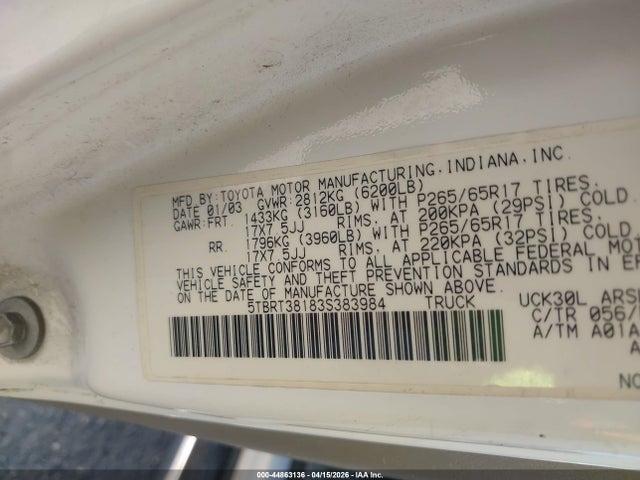 MFD.BY:TOYOTA MOTOR MANUFACTURING.INDIANA.INC.
DATE 01/03 GVWR:2812KG (6200LB)
GAWR:FRT. 1433KG (3160LB) WITH P265/65R17 TIRES.
17X7.5JJ RIMS, AT 200KPA (29PSI) COLD.
RR. 1796KG (3960LB) WITH P265/65R17 TIRES.
17X7.5JJ RIMS, AT 220KPA (32PSI) COLD.
THIS VEHICLE CONFORMS TO ALL APPLICABLE FEDERAL MOTOR
VEHICLE SAFETY AND THEFT PREVENTION STANDARDS IN
ON THE DATE OF MANUFACTURE SHOWN ABOVE.
5TBRT38183S383984 TRUCK
UCK30L
C/TR 056/
A/TM A01A
000-44863136 - 04/15/2026 - IAA Inc.